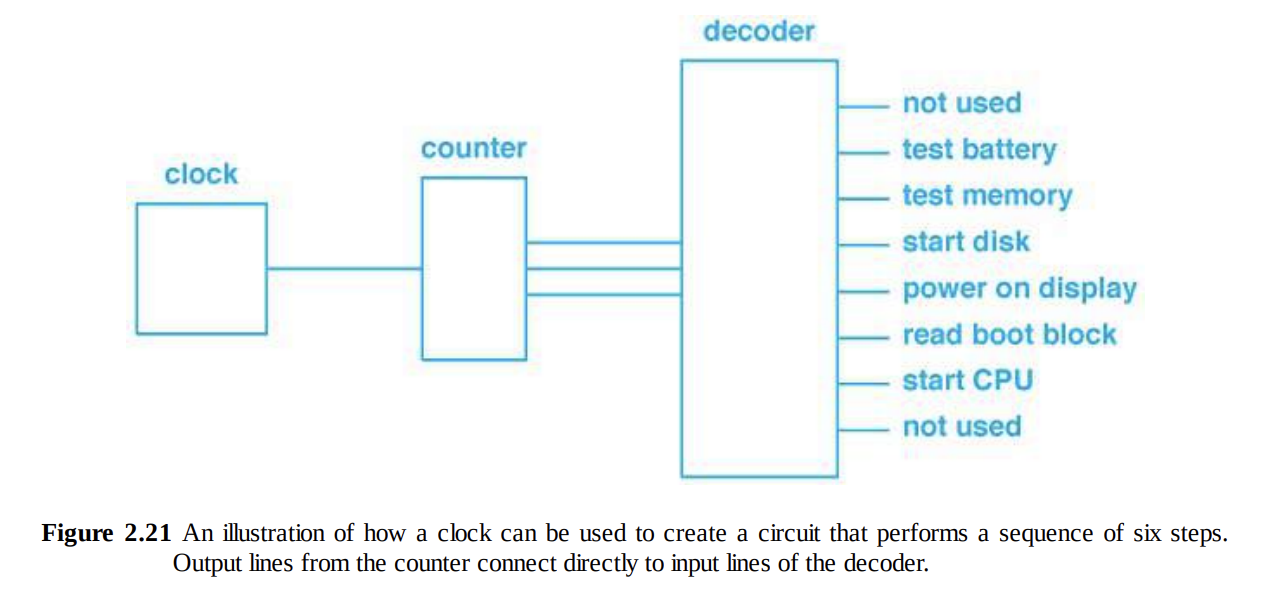 decoder
not used
counter
test battery
clock
test memory
start disk
power on display
read boot block
start CPU
not used
Figure 2.21 An illustration of how a clock can be used to create a circuit that performs a sequence of six steps.
Output lines from the counter connect directly to input lines of the decoder.